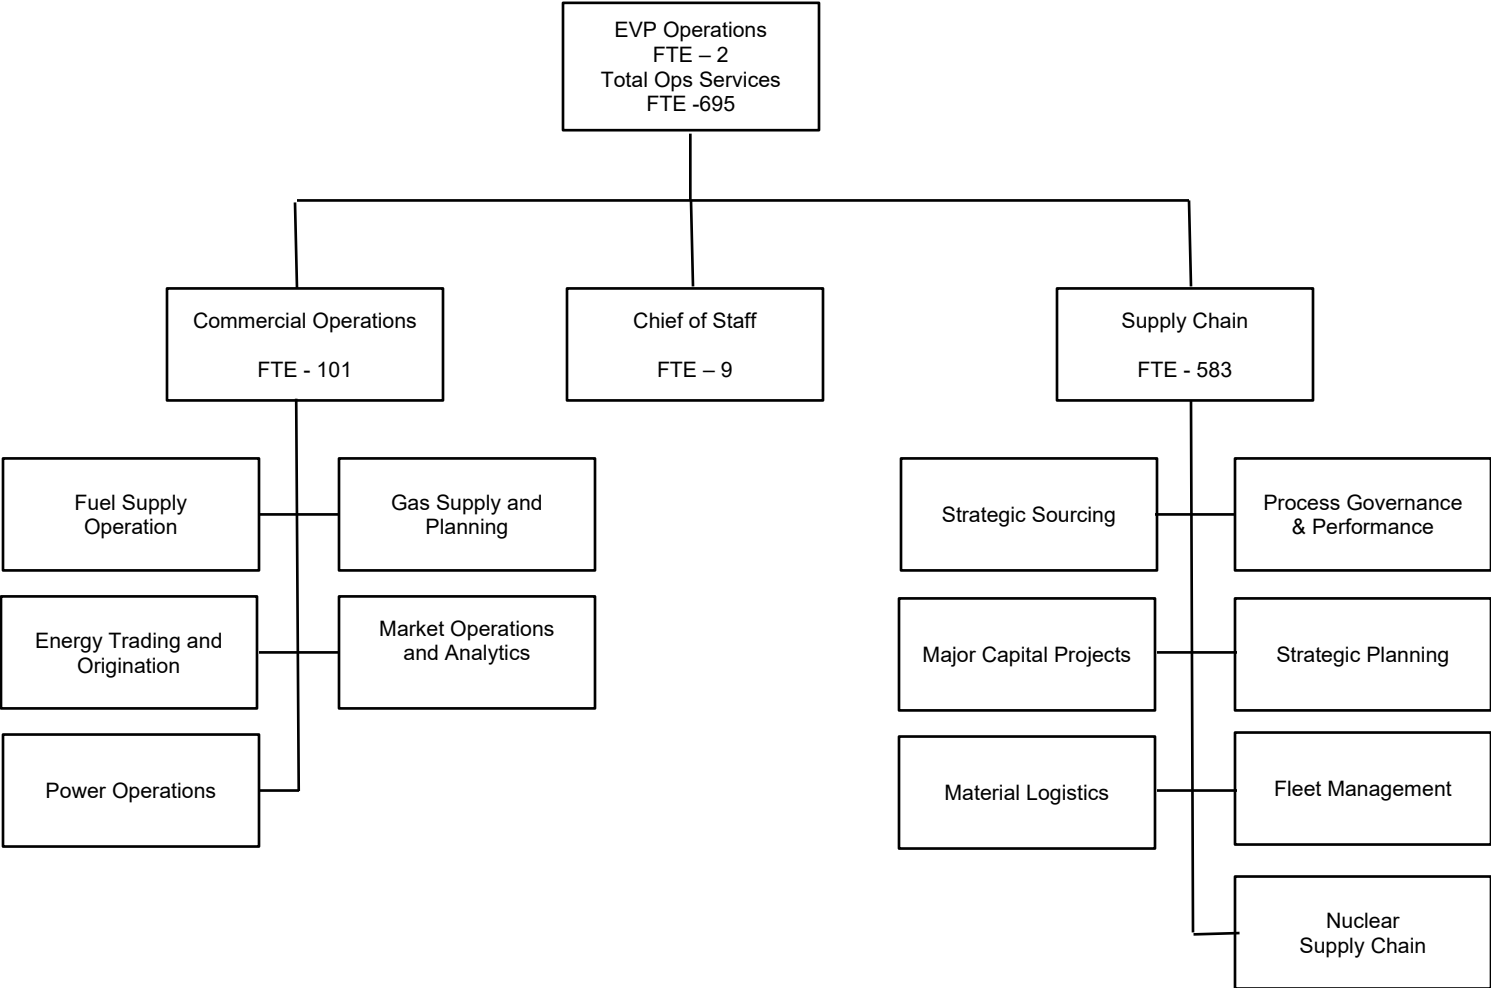 EVP Operations
FTE – 2
Total Ops Services
FTE -695
Commercial Operations
FTE - 101
Chief of Staff
FTE – 9
Supply Chain
FTE - 583
Fuel Supply
Operation
Gas Supply and
Planning
Energy Trading and
Origination
Market Operations
and Analytics
Power Operations
Strategic Sourcing
Process Governance
& Performance
Major Capital Projects
Strategic Planning
Material Logistics
Fleet Management
Nuclear
Supply Chain